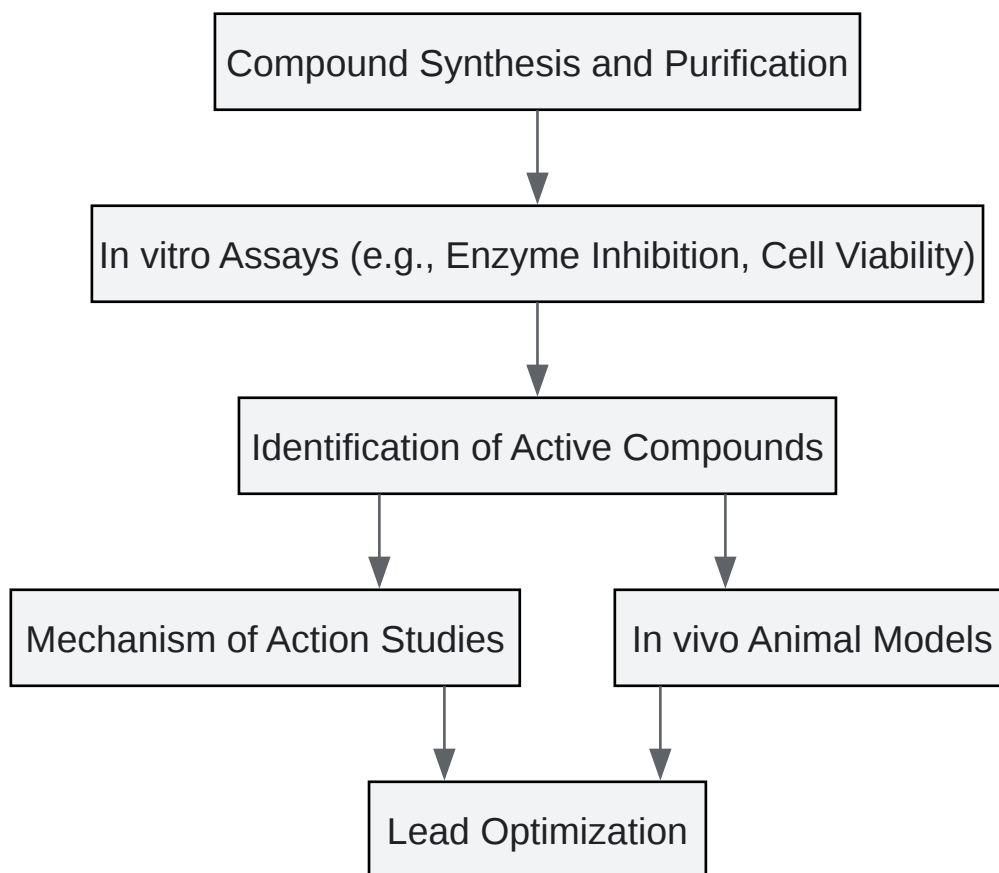 Compound Synthesis and Purification
In vitro Assays (e.g., Enzyme Inhibition, Cell Viability)
Identification of Active Compounds
Mechanism of Action Studies
In vivo Animal Models
Lead Optimization